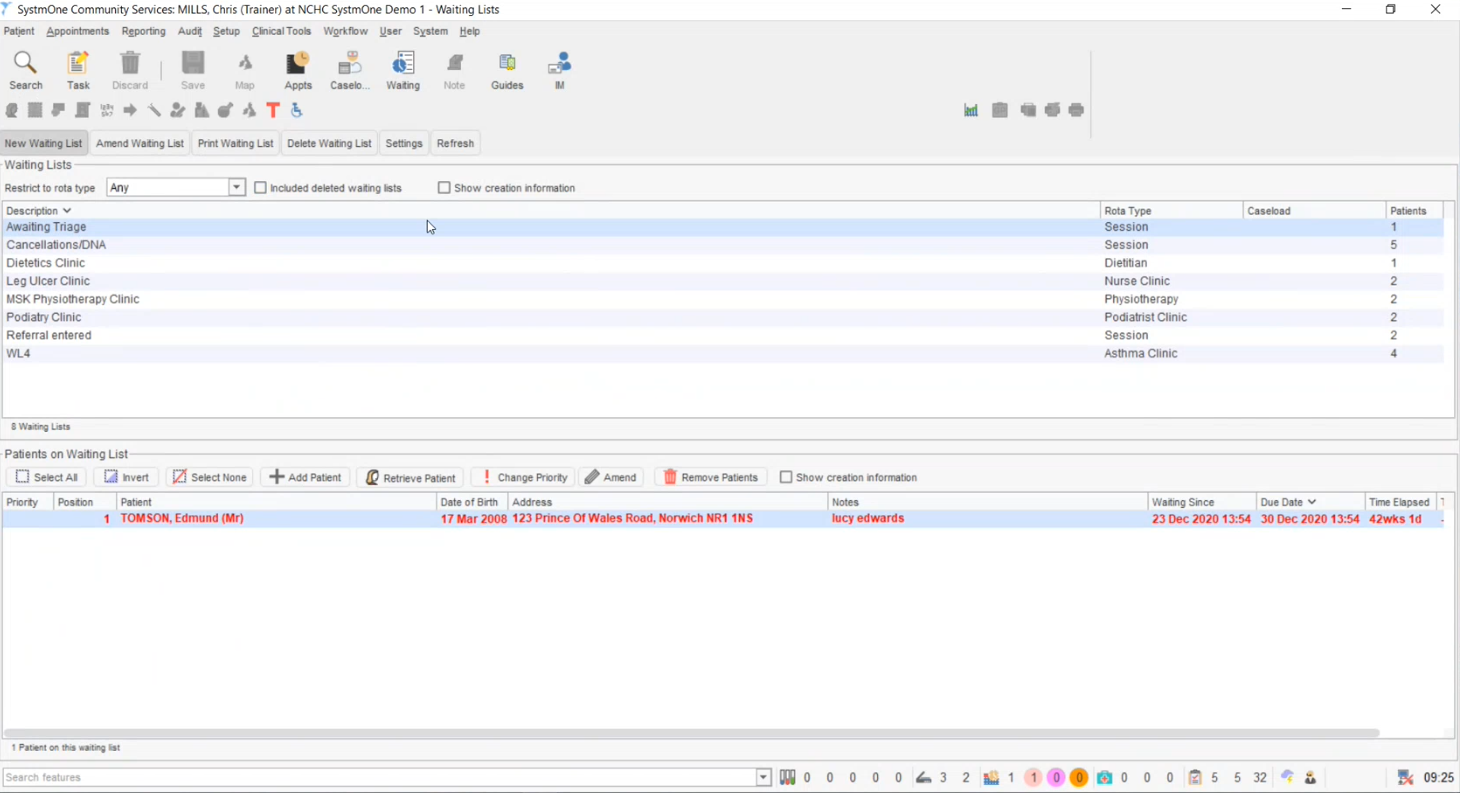 SystmOne Community Services: MILLS, Chris (Trainer) at NCHC SystmOne Demo 1 - Waiting Lists
Patient Appointments Reporting Audit Setup Clinical Tools Workflow User System Help
Search Task Discard Save Map Appts Caselo... Waiting Note Guides IM
New Waiting List Amend Waiting List Print Waiting List Delete Waiting List Settings Refresh
Waiting Lists
Restrict to rota type Any Included deleted waiting lists Show creation information
Description Rota Type Caseload Patients
Awaiting Triage Session 1
Cancellations/DNA Session 5
Dietetics Clinic Dietitian 1
Leg Ulcer Clinic Nurse Clinic 2
MSK Physiotherapy Clinic Physiotherapy 2
Podiatry Clinic Podiatrist Clinic 2
Referral entered Session 2
WL4 Asthma Clinic 4
8 Waiting Lists
Patients on Waiting List
Select All Invert Select None Add Patient Retrieve Patient Change Priority Amend Remove Patients Show creation information
Priority Position Patient Date of Birth Address Notes Waiting Since Due Date Time Elapsed
1 TOMSON, Edmund (Mr) 17 Mar 2008 123 Prince Of Wales Road, Norwich NR1 1NS lucy edwards 23 Dec 2020 13:54 30 Dec 2020 13:54 42wks 1d
1 Patient on this waiting list
Search features 0 0 0 0 0 3 2 1 1 0 0 0 0 0 5 5 32 09:25